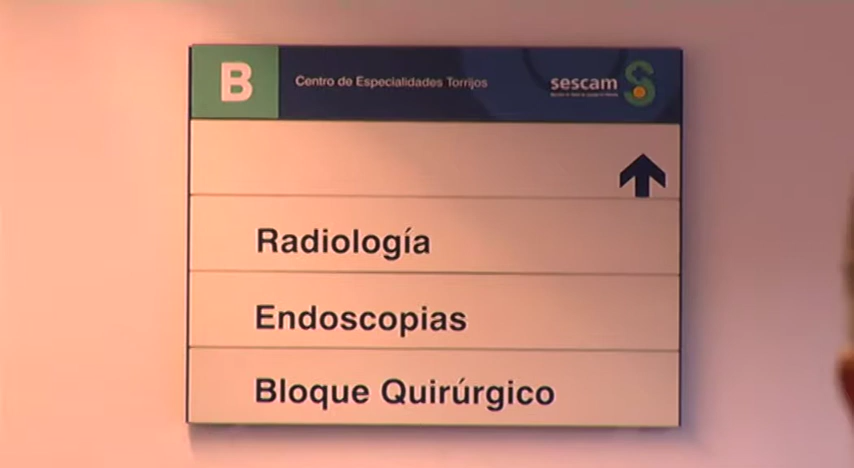 B
Centro de Especialidades Torrijos
sescam
Radiología
Endoscopias
Bloque Quirúrgico